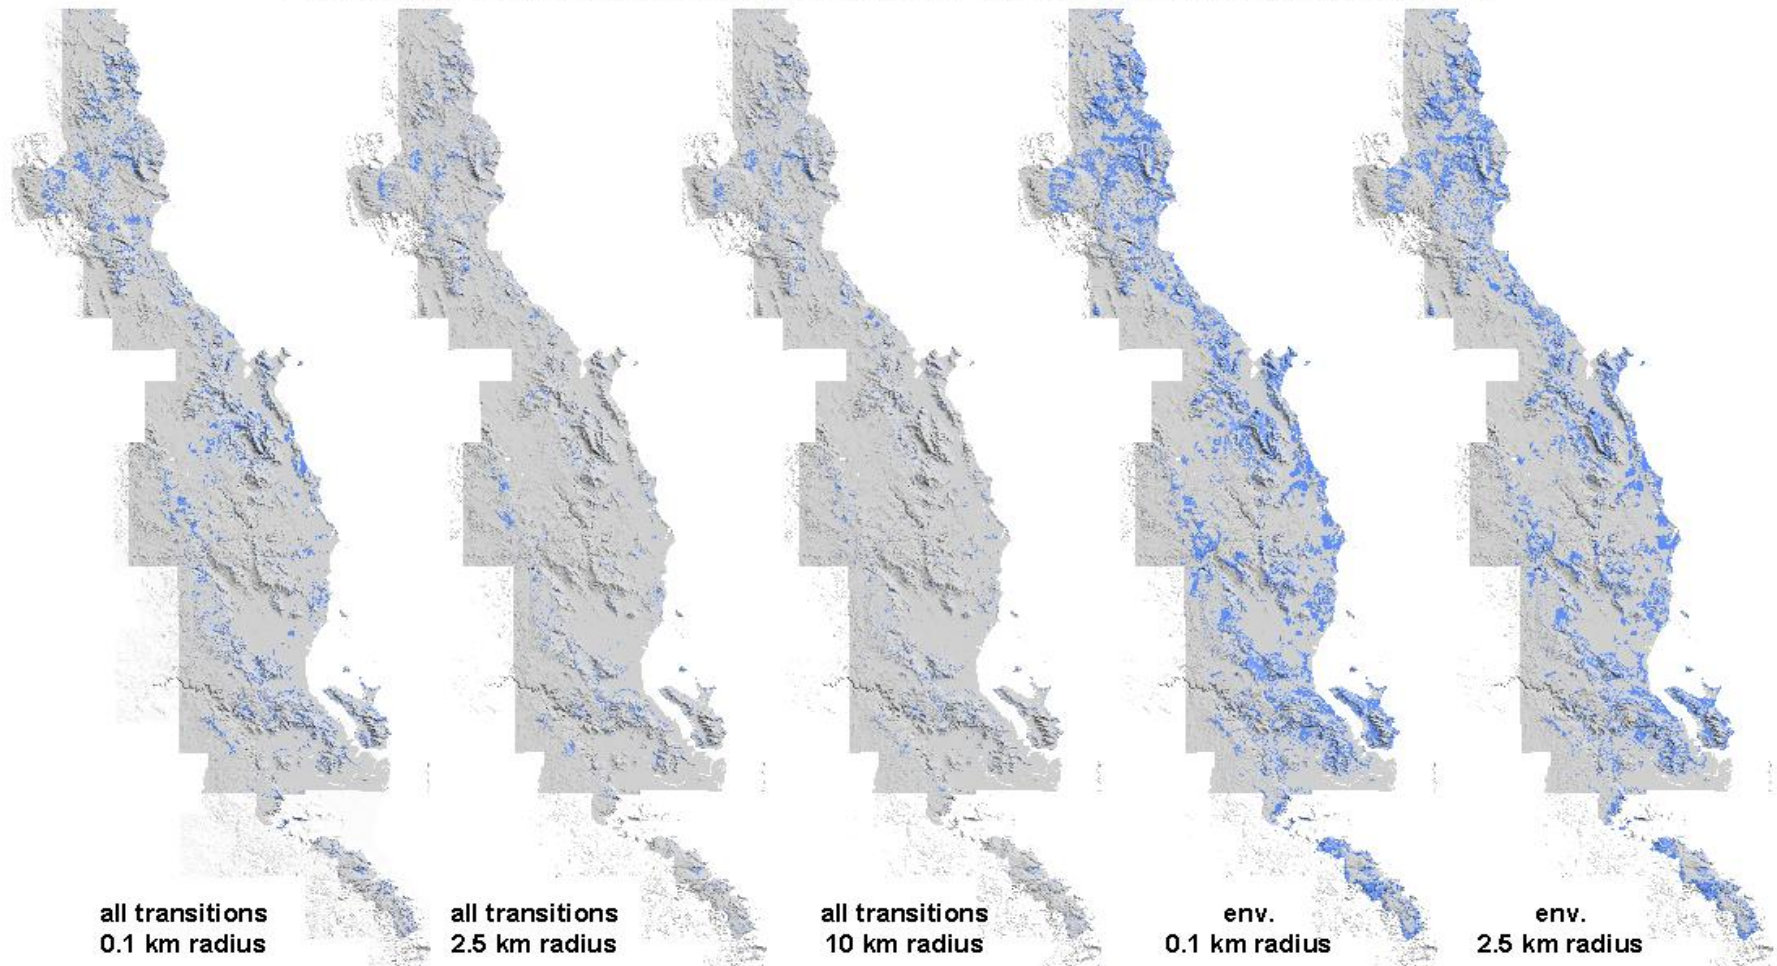 all transitions
0.1 km radius
all transitions
2.5 km radius
all transitions
10 km radius
env.
0.1 km radius
env.
2.5 km radius